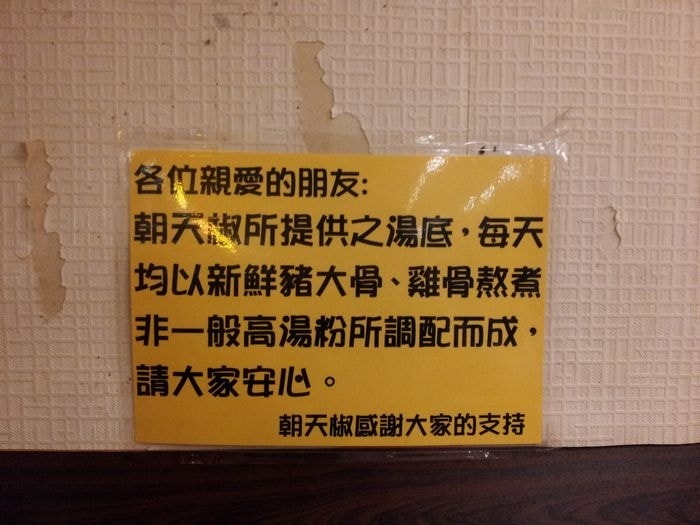 各位親愛的朋友:
朝天椒所提供之湯底，每天
均以新鮮豬大骨、雞骨熬煮
非一般高湯粉所調配而成，
請大家安心。
朝天椒感謝大家的支持